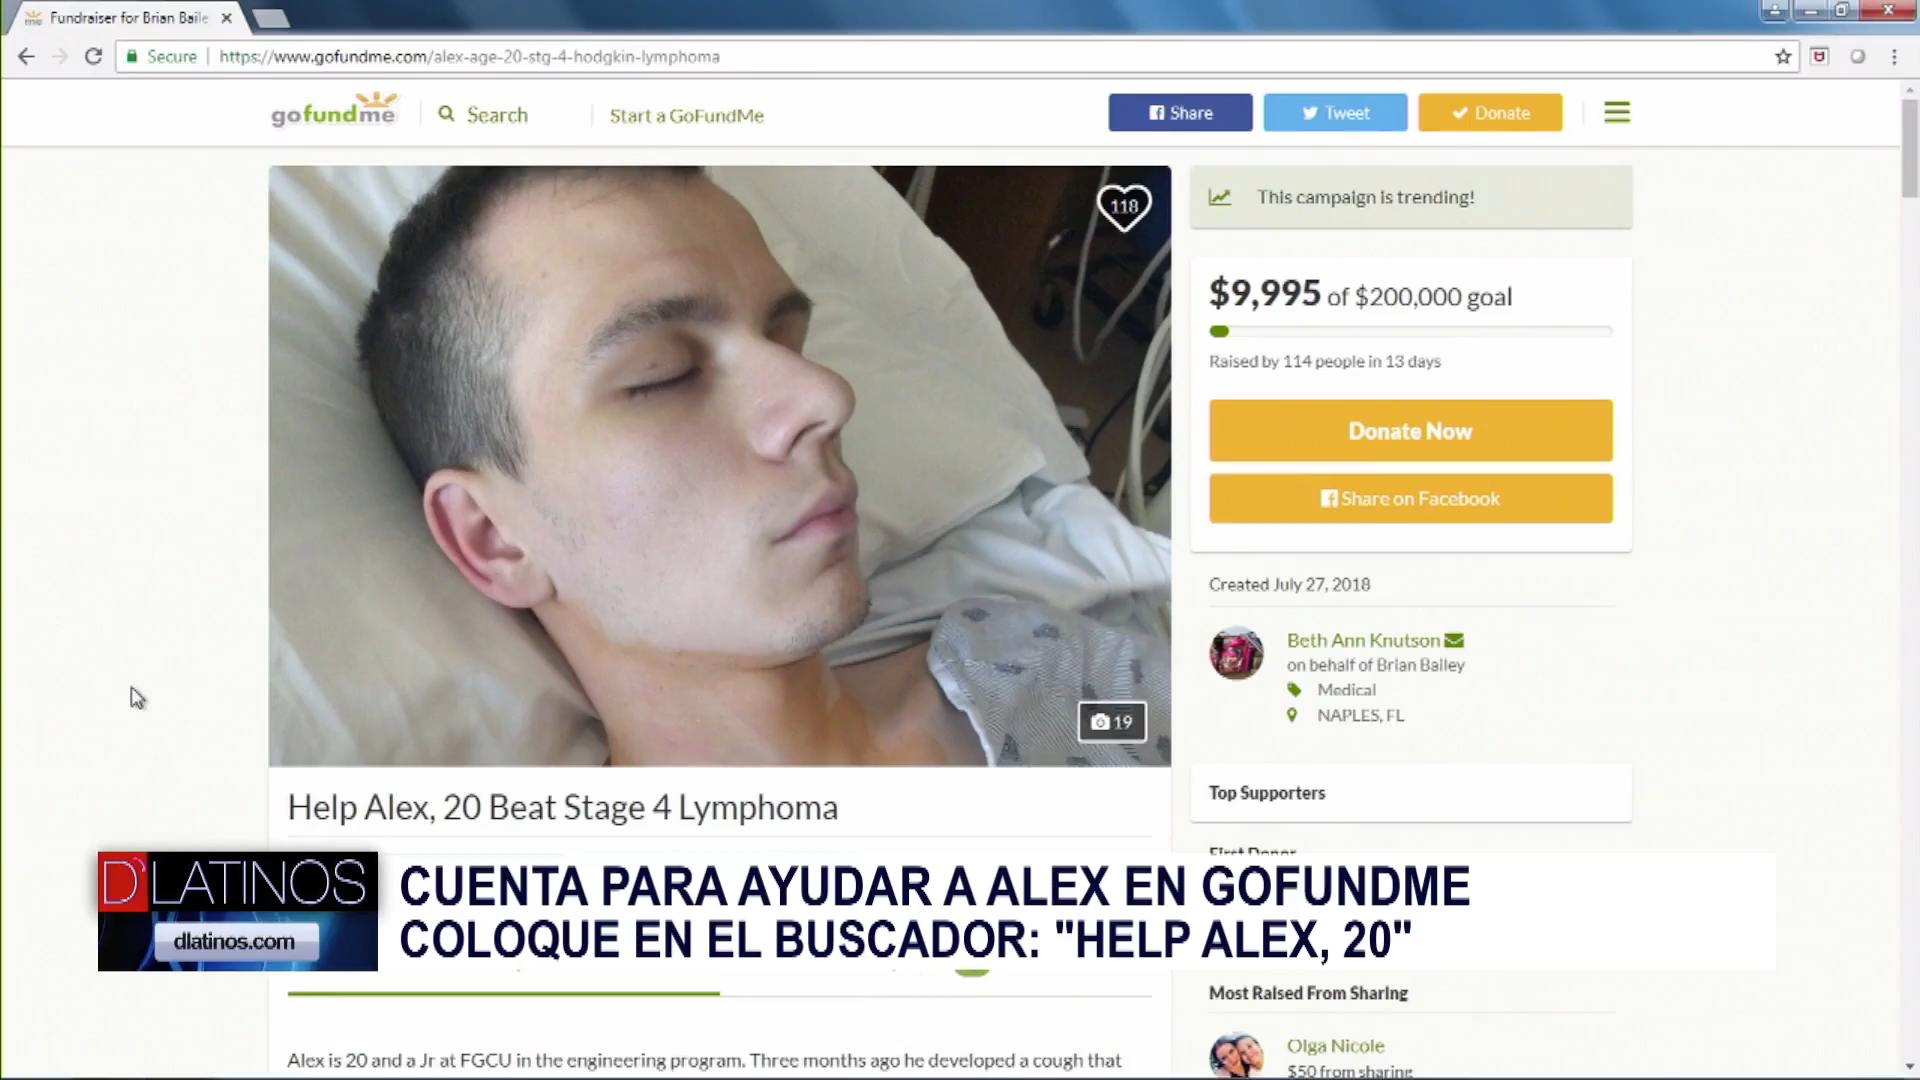 Fundraiser for Brian Baile
Secure
https://www.gofundme.com/alex-age-20-stg-4-hodgkin-lymphoma
gofundme
Search
Start a GoFundMe
Share
Tweet
Donate
118
19
This campaign is trending!
$9,995 of $200,000 goal
Raised by 114 people in 13 days
Donate Now
Share on Facebook
Created July 27, 2018
Beth Ann Knutson
on behalf of Brian Bailey
Medical
NAPLES, FL
Top Supporters
First Donor
Help Alex, 20 Beat Stage 4 Lymphoma
D'LATINOS
dlatinos.com
CUENTA PARA AYUDAR A ALEX EN GOFUNDME
COLOQUE EN EL BUSCADOR: "HELP ALEX, 20"
Most Raised From Sharing
Olga Nicole
$50 from sharing
Alex is 20 and a Jr at FGCU in the engineering program. Three months ago he developed a cough that